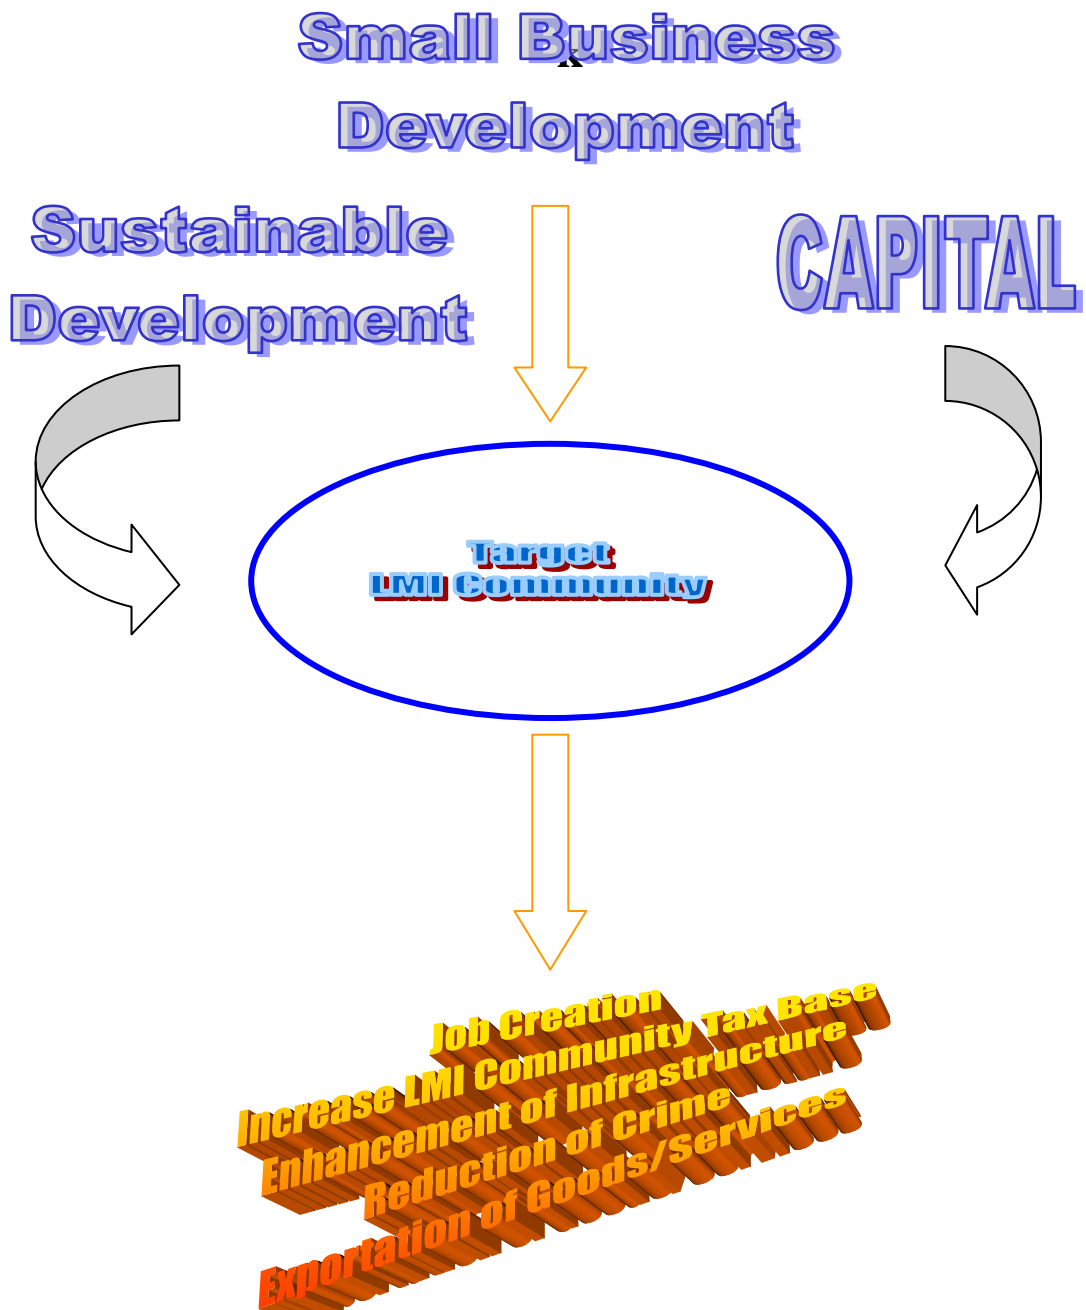 Small Business
x
Development
Sustainable
Development
CAPITAL
Target
LMI Community
Job Creation
Increase LMI Community Tax Base
Enhancement of Infrastructure
Reduction of Crime
Exportation of Goods/Services